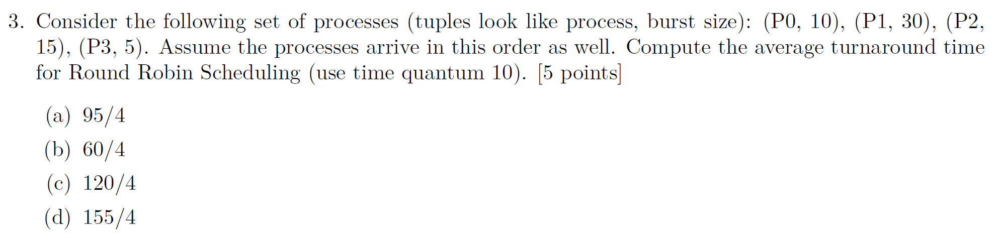 3. Consider the following set of processes (tuples look like process, burst size): (P0, 10), (P1, 30), (P2,
15), (P3, 5). Assume the processes arrive in this order as well. Compute the average turnaround time
for Round Robin Scheduling (use time quantum 10). [5 points]
(a) 95/4
(b) 60/4
(c) 120/4
(d) 155/4